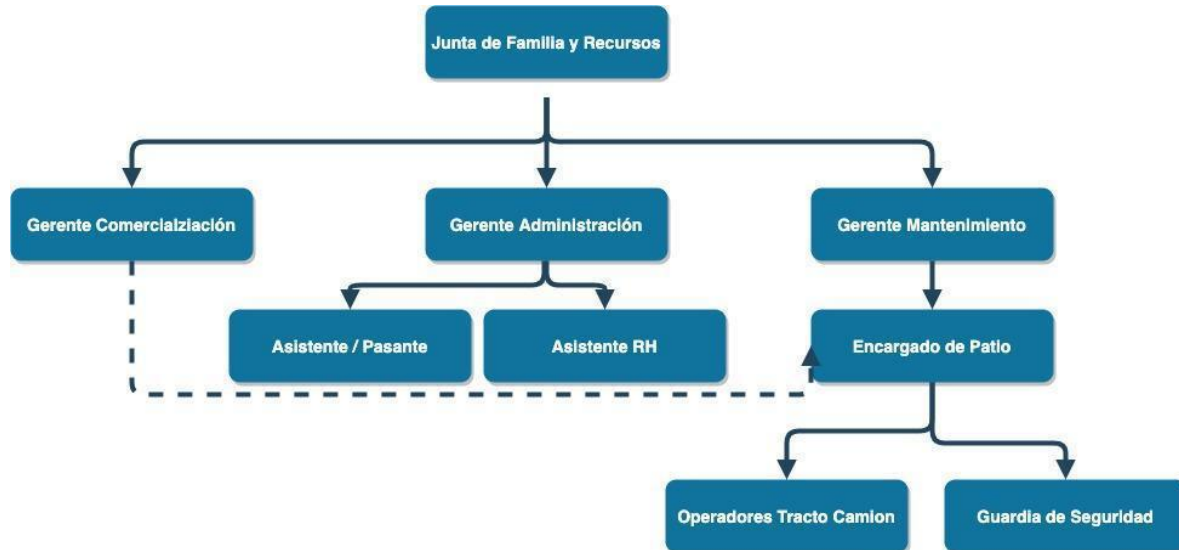 Junta de Familia y Recursos
Gerente Comercialziación
Gerente Administración
Gerente Mantenimiento
Asistente / Pasante
Asistente RH
Encargado de Patio
Operadores Tracto Camion
Guardia de Seguridad